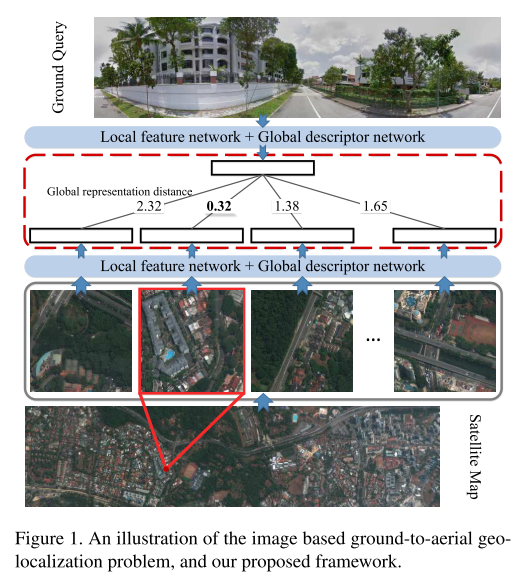 Ground Query
Local feature network + Global descriptor network
Global representation distance
2.32 0.32 1.38 1.65
Local feature network + Global descriptor network
...
Satellite Map
Figure 1. An illustration of the image based ground-to-aerial geo-
localization problem, and our proposed framework.